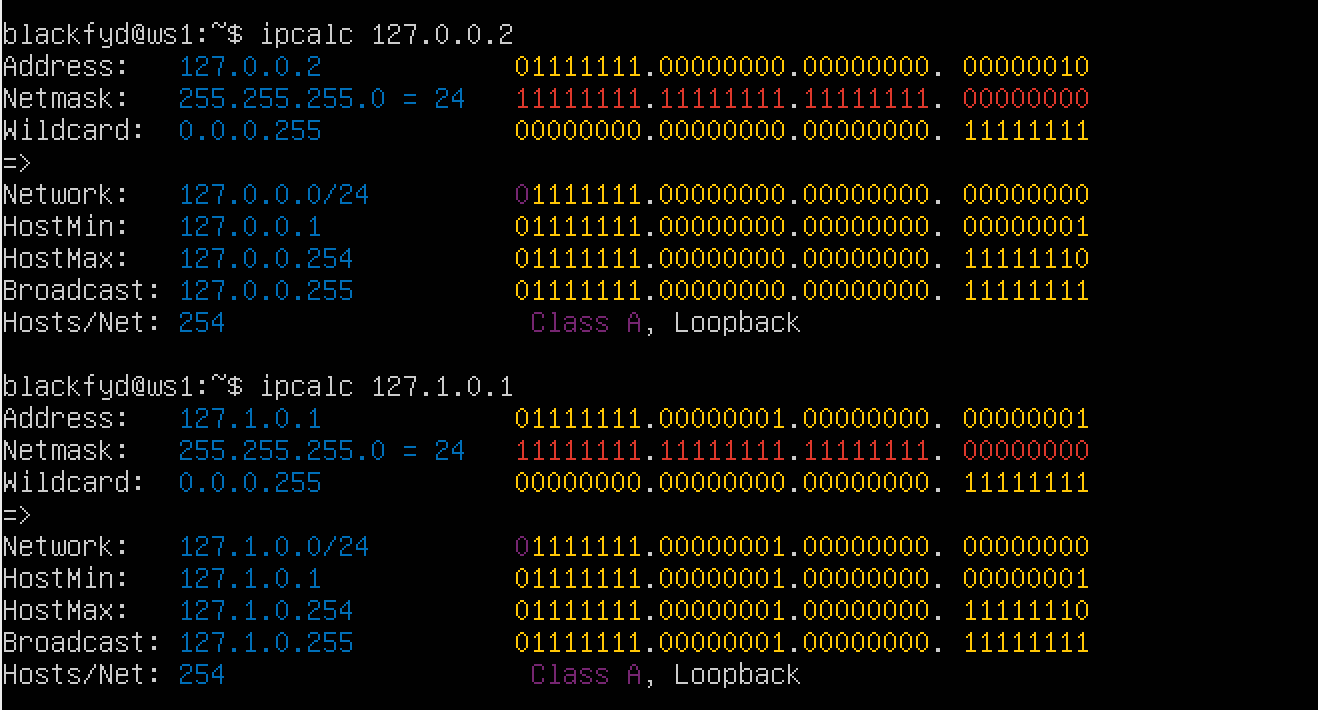 blackfyd@ws1:~$ ipcalc 127.0.0.2
Address:   127.0.0.2            01111111.00000000.00000000. 00000010
Netmask:   255.255.255.0 = 24   11111111.11111111.11111111. 00000000
Wildcard:  0.0.0.255            00000000.00000000.00000000. 11111111
=>
Network:   127.0.0.0/24         01111111.00000000.00000000. 00000000
HostMin:   127.0.0.1            01111111.00000000.00000000. 00000001
HostMax:   127.0.0.254          01111111.00000000.00000000. 11111110
Broadcast: 127.0.0.255          01111111.00000000.00000000. 11111111
Hosts/Net: 254                   Class A, Loopback
blackfyd@ws1:~$ ipcalc 127.1.0.1
Address:   127.1.0.1            01111111.00000001.00000000. 00000001
Netmask:   255.255.255.0 = 24   11111111.11111111.11111111. 00000000
Wildcard:  0.0.0.255            00000000.00000000.00000000. 11111111
=>
Network:   127.1.0.0/24         01111111.00000001.00000000. 00000000
HostMin:   127.1.0.1            01111111.00000001.00000000. 00000001
HostMax:   127.1.0.254          01111111.00000001.00000000. 11111110
Broadcast: 127.1.0.255          01111111.00000001.00000000. 11111111
Hosts/Net: 254                   Class A, Loopback